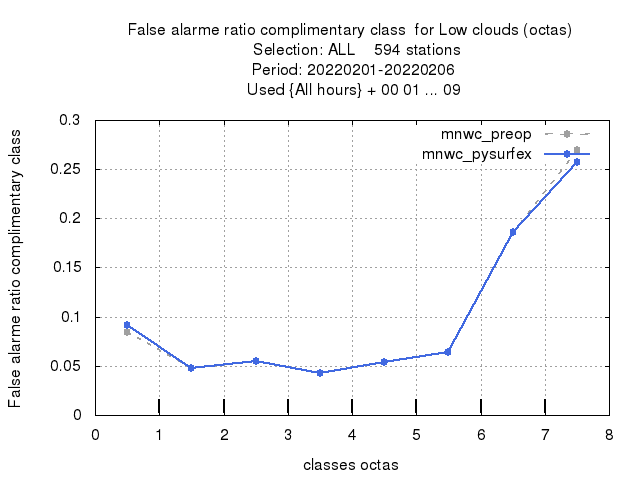 False alarme ratio complimentary class  for Low clouds (octas)
Selection: ALL    594 stations
Period: 20220201-20220206
Used {All hours} + 00 01 ... 09
mnwc_preop
mnwc_pysurfex
False alarme ratio complimentary class
0.3
0.25
0.2
0.15
0.1
0.05
0
0 1 2 3 4 5 6 7 8
classes octas